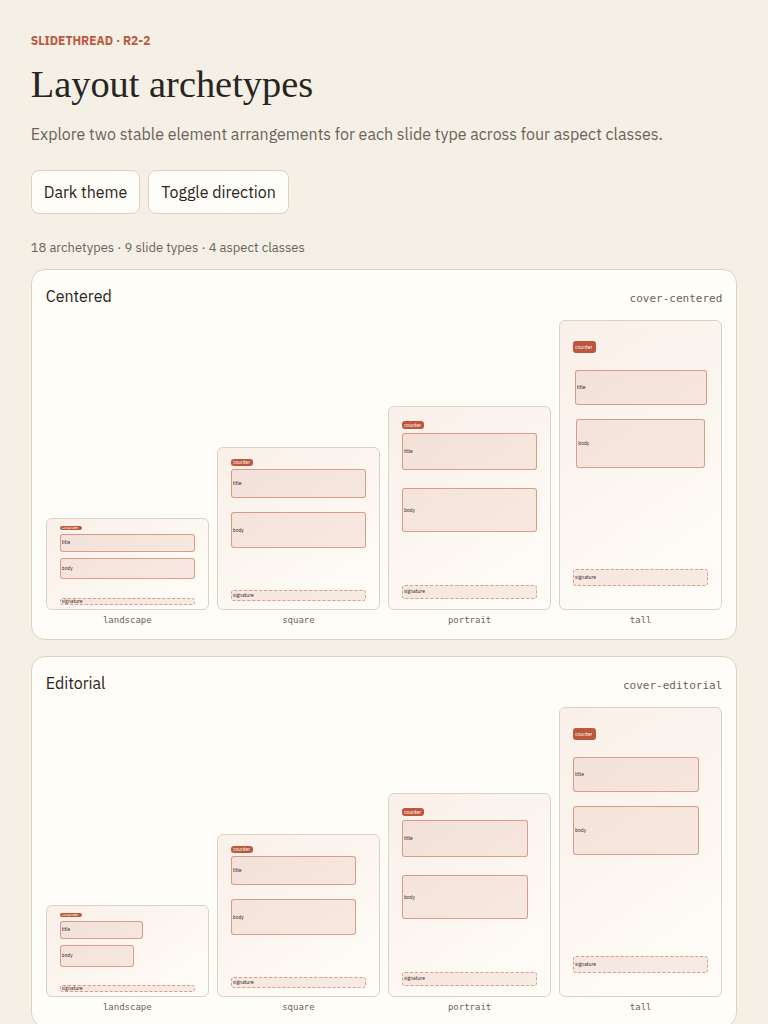 SLIDETHREAD · R2-2
Layout archetypes
Explore two stable element arrangements for each slide type across four aspect classes.
Dark theme
Toggle direction
18 archetypes · 9 slide types · 4 aspect classes
Centered
cover-centered
counter
title
body
signature
landscape
counter
title
body
signature
square
counter
title
body
signature
portrait
counter
title
body
signature
tall
Editorial
cover-editorial
counter
title
body
signature
landscape
counter
title
body
signature
square
counter
title
body
signature
portrait
counter
title
body
signature
tall